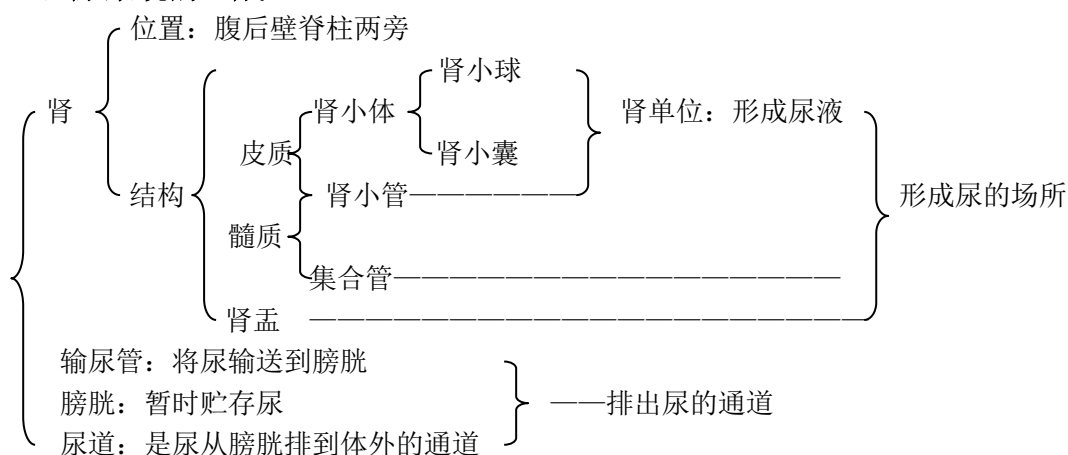 位置：腹后壁脊柱两旁
肾小球
肾 肾小体 肾单位：形成尿液
皮质 肾小囊
结构 肾小管—————— 形成尿的场所
髓质
集合管————————————————
肾盂 ————————————————————
输尿管：将尿输送到膀胱
膀胱：暂时贮存尿 ——排出尿的通道
尿道：是尿从膀胱排到体外的通道